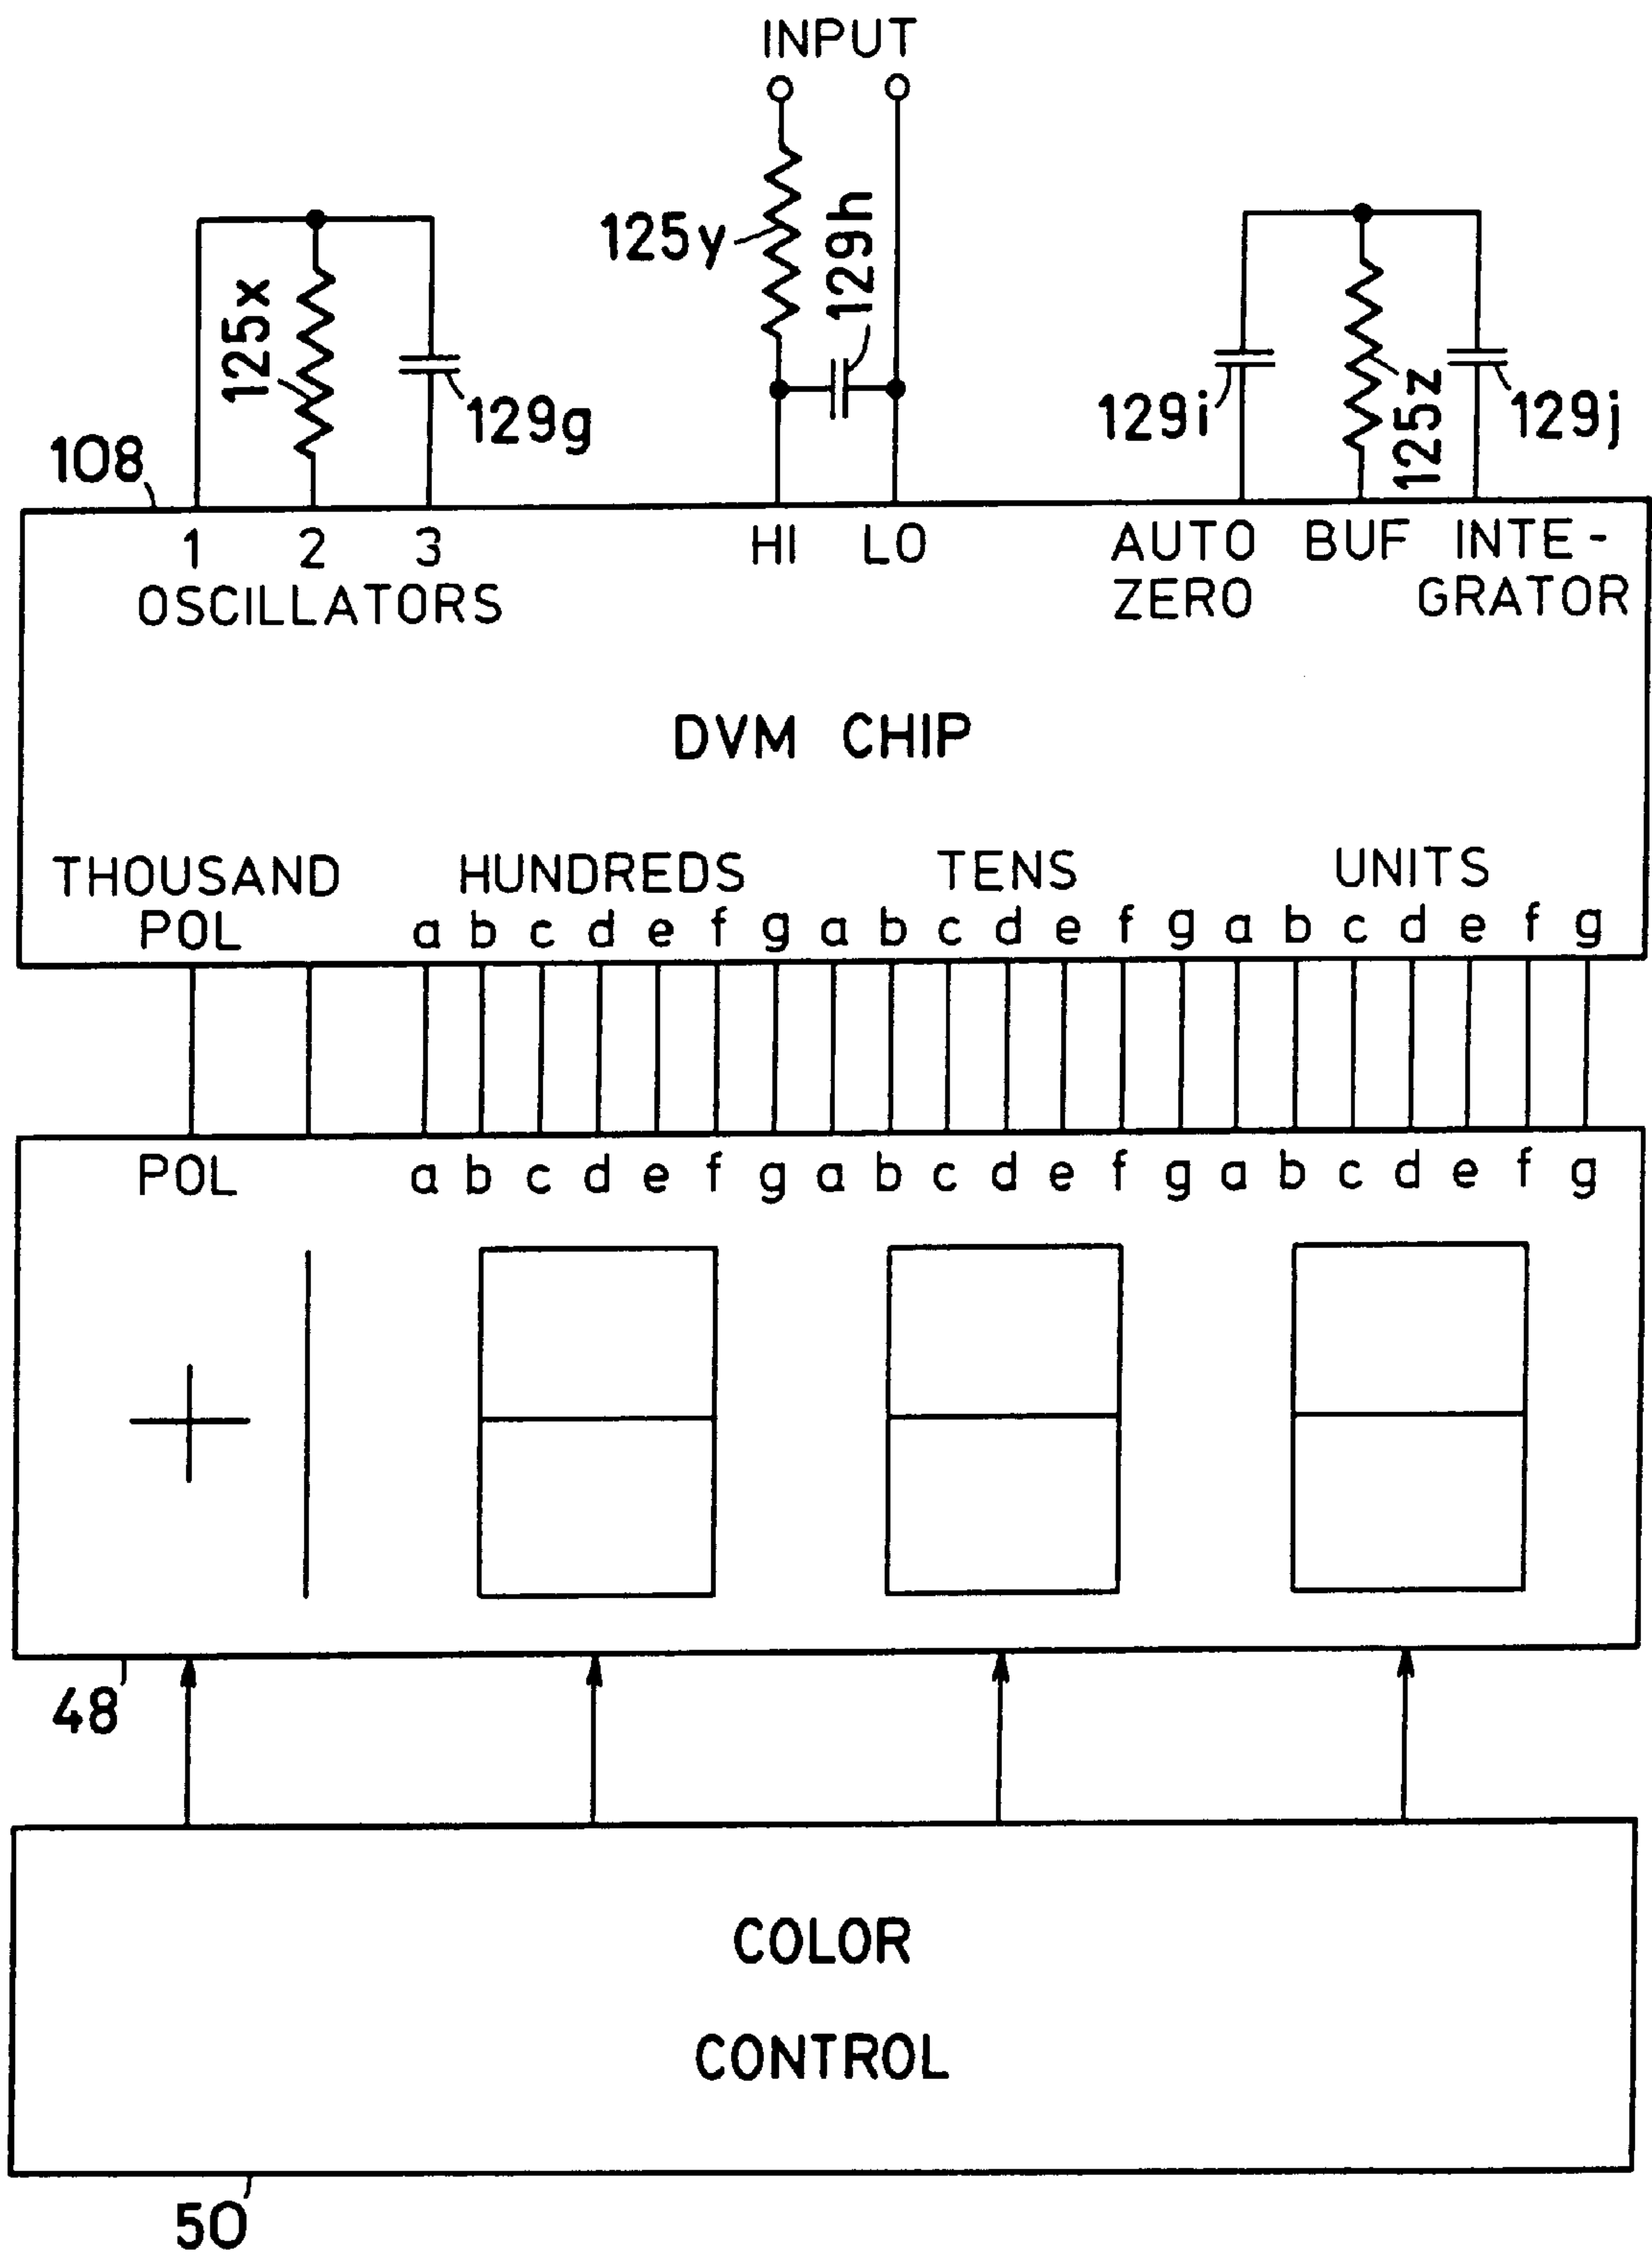 INPUT
125x
129g
125y
129h
129i
125z
129j
108
1 2 3
OSCILLATORS
HI LO
AUTO ZERO
BUF
INTE-
GRATOR
DVM CHIP
THOUSAND HUNDREDS TENS UNITS
POL a b c d e f g a b c d e f g a b c d e f g
POL a b c d e f g a b c d e f g a b c d e f g
48
COLOR
CONTROL
50